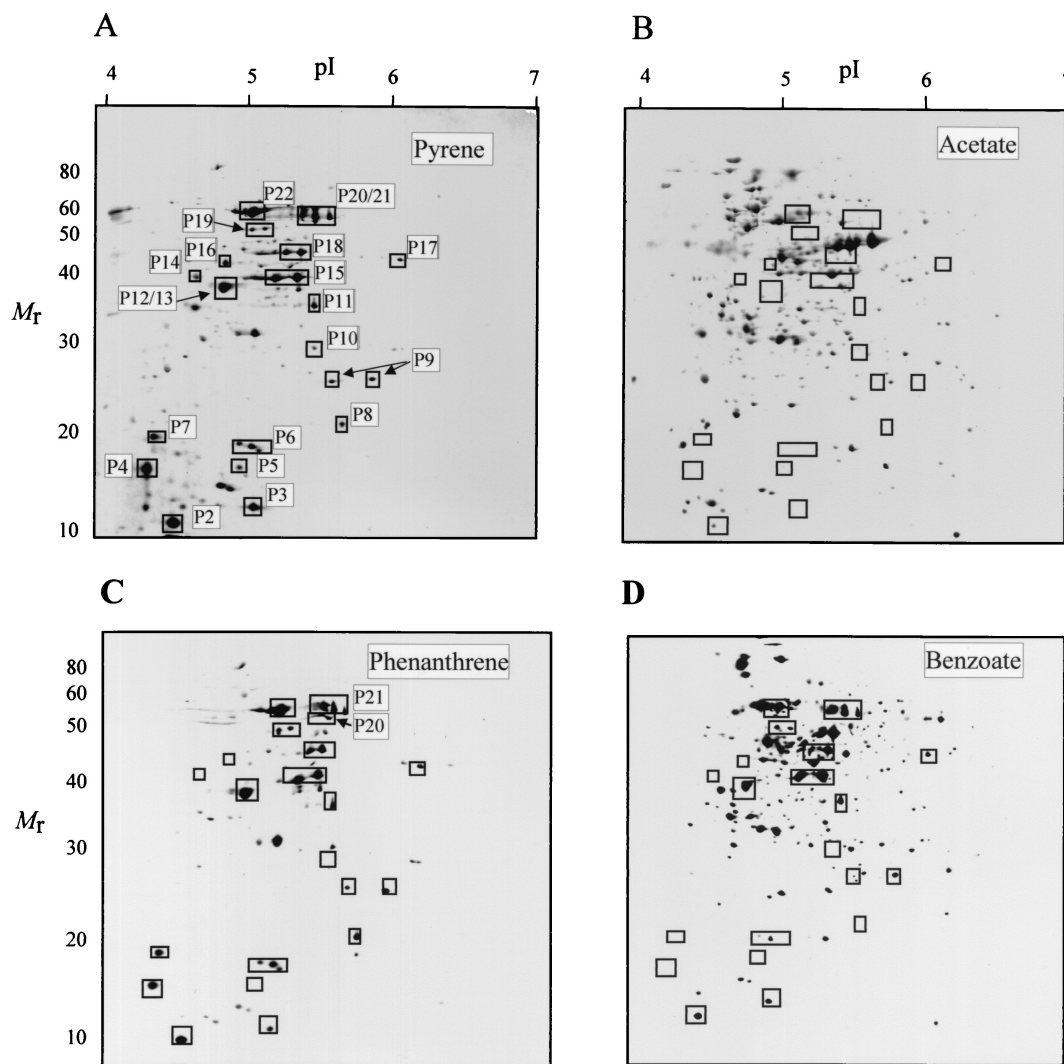 A
B
4 5 pI 6 7
4 5 pI 6
Pyrene
Acetate
80
60
50
40
30
20
10
Mr
P22
P20/21
P19
P16
P18
P17
P14
P15
P12/13
P11
P10
P9
P8
P7
P6
P4
P5
P3
P2
C
D
Phenanthrene
Benzoate
80
60
50
40
30
20
10
Mr
P21
P20